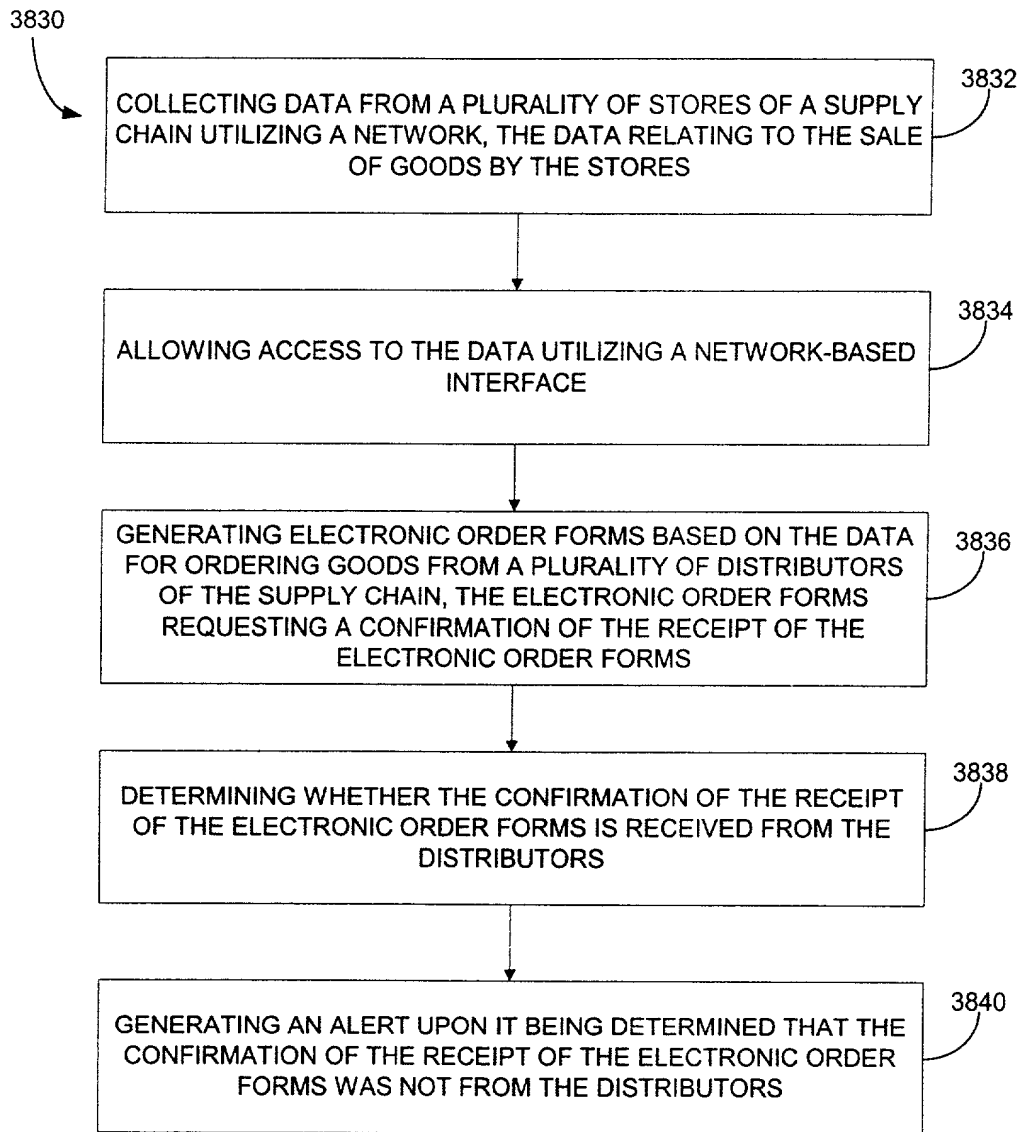 3830
3832
COLLECTING DATA FROM A PLURALITY OF STORES OF A SUPPLY
CHAIN UTILIZING A NETWORK, THE DATA RELATING TO THE SALE
OF GOODS BY THE STORES
3834
ALLOWING ACCESS TO THE DATA UTILIZING A NETWORK-BASED
INTERFACE
3836
GENERATING ELECTRONIC ORDER FORMS BASED ON THE DATA
FOR ORDERING GOODS FROM A PLURALITY OF DISTRIBUTORS
OF THE SUPPLY CHAIN, THE ELECTRONIC ORDER FORMS
REQUESTING A CONFIRMATION OF THE RECEIPT OF THE
ELECTRONIC ORDER FORMS
3838
DETERMINING WHETHER THE CONFIRMATION OF THE RECEIPT
OF THE ELECTRONIC ORDER FORMS IS RECEIVED FROM THE
DISTRIBUTORS
3840
GENERATING AN ALERT UPON IT BEING DETERMINED THAT THE
CONFIRMATION OF THE RECEIPT OF THE ELECTRONIC ORDER
FORMS WAS NOT FROM THE DISTRIBUTORS